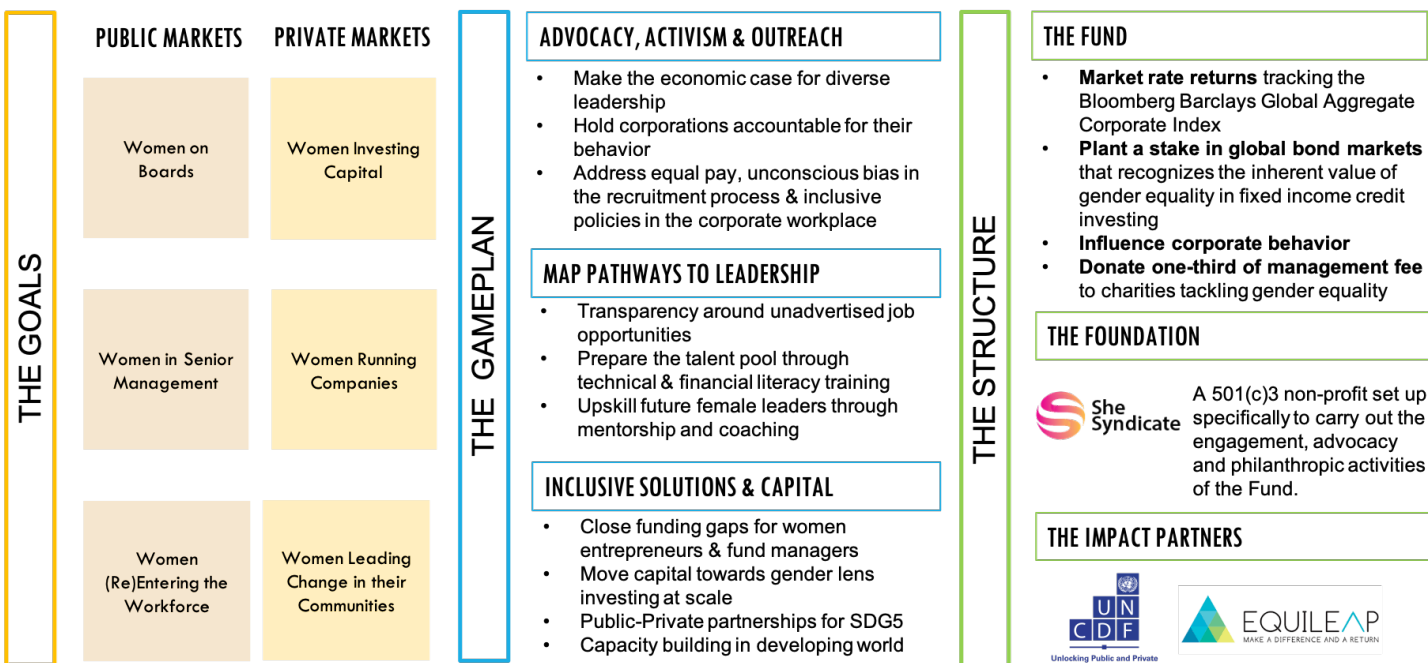 THE GOALS
PUBLIC MARKETS
PRIVATE MARKETS
Women on
Boards
Women Investing
Capital
Women in Senior
Management
Women Running
Companies
Women
(Re)Entering the
Workforce
Women Leading
Change in their
Communities
THE GAMEPLAN
ADVOCACY, ACTIVISM & OUTREACH
• Make the economic case for diverse
leadership
• Hold corporations accountable for their
behavior
• Address equal pay, unconscious bias in
the recruitment process & inclusive
policies in the corporate workplace
MAP PATHWAYS TO LEADERSHIP
• Transparency around unadvertised job
opportunities
• Prepare the talent pool through
technical & financial literacy training
• Upskill future female leaders through
mentorship and coaching
INCLUSIVE SOLUTIONS & CAPITAL
• Close funding gaps for women
entrepreneurs & fund managers
• Move capital towards gender lens
investing at scale
• Public-Private partnerships for SDG5
• Capacity building in developing world
THE STRUCTURE
THE FUND
• Market rate returns tracking the
Bloomberg Barclays Global Aggregate
Corporate Index
• Plant a stake in global bond markets
that recognizes the inherent value of
gender equality in fixed income credit
investing
• Influence corporate behavior
• Donate one-third of management fee
to charities tackling gender equality
THE FOUNDATION
She
Syndicate
A 501(c)3 non-profit set up
specifically to carry out the
engagement, advocacy
and philanthropic activities
of the Fund.
THE IMPACT PARTNERS
UN
CDF
Unlocking Public and Private
EQUILEAP
MAKE A DIFFERENCE AND A RETURN